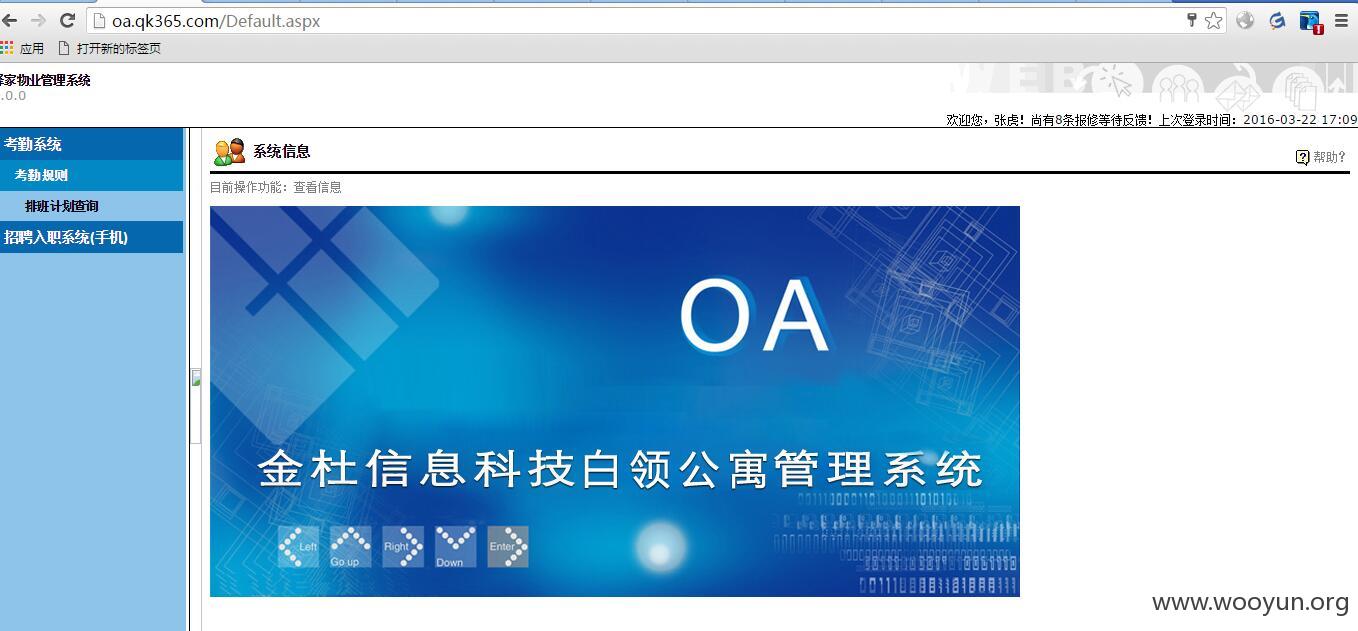 oa.qk365.com/Default.aspx
应用 打开新的标签页
家物业管理系统
.0.0
WEB
欢迎您，张虎！尚有8条报修等待反馈！上次登录时间：2016-03-22 17:09
考勤系统
考勤规则
排班计划查询
招聘入职系统(手机)
系统信息
帮助？
目前操作功能：查看信息
OA
金杜信息科技白领公寓管理系统
Left Go up Right Down Enter
www.wooyun.org